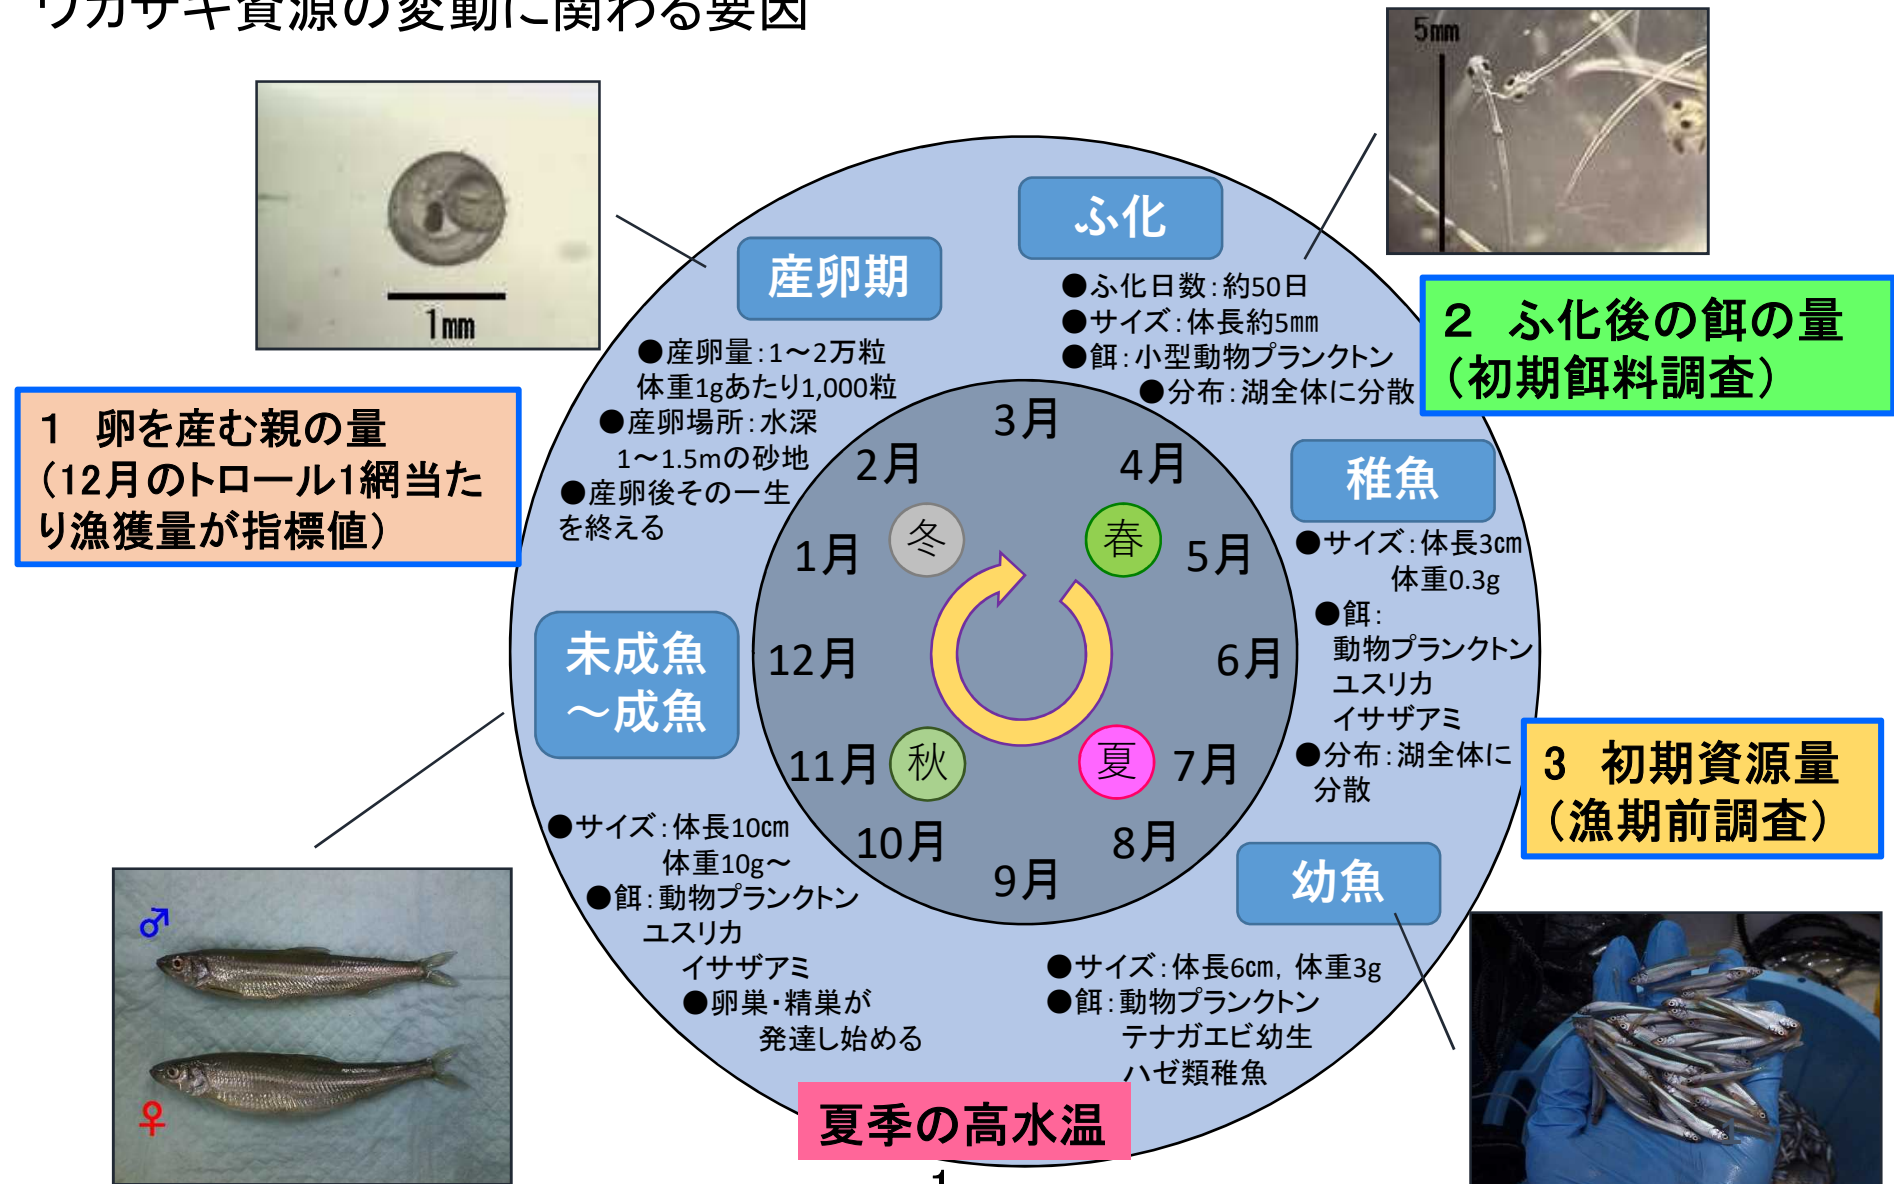 ワカサギ資源の変動に関わる要因
5mm
1mm
産卵期
●産卵量：1～2万粒
体重1gあたり1,000粒
●産卵場所：水深
1～1.5mの砂地
●産卵後その一生
を終える
ふ化
●ふ化日数：約50日
●サイズ：体長約5㎜
●餌：小型動物プランクトン
●分布：湖全体に分散
２　ふ化後の餌の量
（初期餌料調査）
１　卵を産む親の量
（12月のトロール1網当た
り漁獲量が指標値）
稚魚
●サイズ：体長3㎝
体重0.3g
●餌：
動物プランクトン
ユスリカ
イサザアミ
●分布：湖全体に
分散
３　初期資源量
（漁期前調査）
幼魚
●サイズ：体長6㎝，体重3g
●餌：動物プランクトン
テナガエビ幼生
ハゼ類稚魚
未成魚
～成魚
●サイズ：体長10㎝
体重10g～
●餌：動物プランクトン
ユスリカ
イサザアミ
●卵巣・精巣が
発達し始める
3月
4月
5月
6月
7月
8月
9月
10月
11月
12月
1月
2月
冬
春
夏
秋
♂
♀
夏季の高水温
1